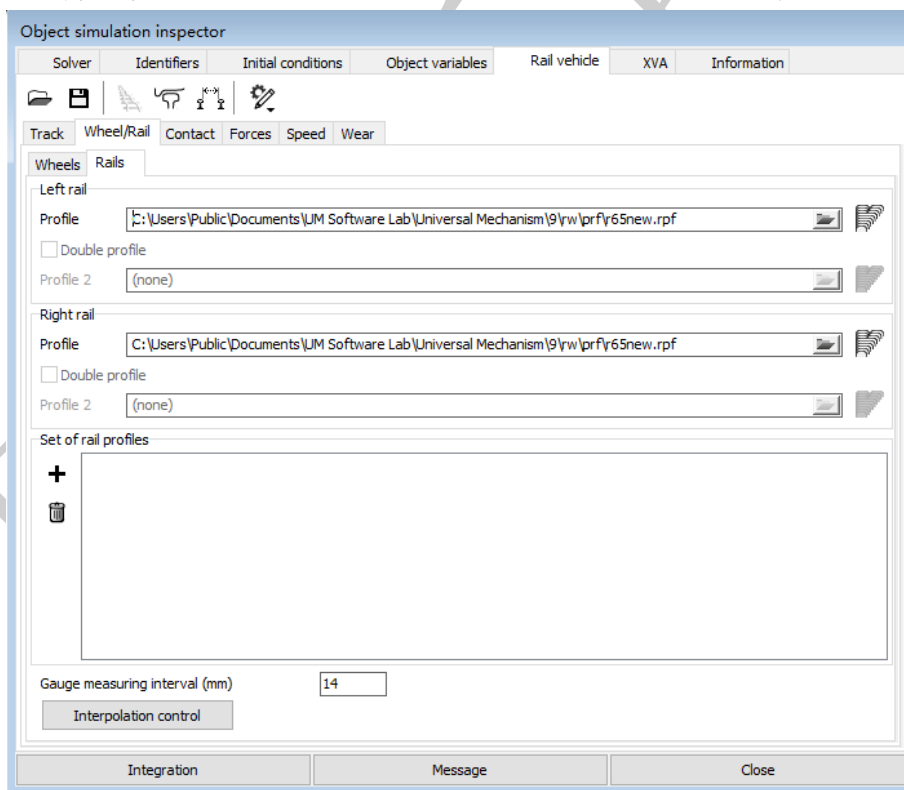 Object simulation inspector
Solver Identifiers Initial conditions Object variables Rail vehicle XVA Information
Track Wheel/Rail Contact Forces Speed Wear
Wheels Rails
Left rail
Profile C:\Users\Public\Documents\UM Software Lab\Universal Mechanism\9\rw\prf\r65new.rpf
Double profile
Profile 2 (none)
Right rail
Profile C:\Users\Public\Documents\UM Software Lab\Universal Mechanism\9\rw\prf\r65new.rpf
Double profile
Profile 2 (none)
Set of rail profiles
Gauge measuring interval (mm) 14
Interpolation control
Integration Message Close